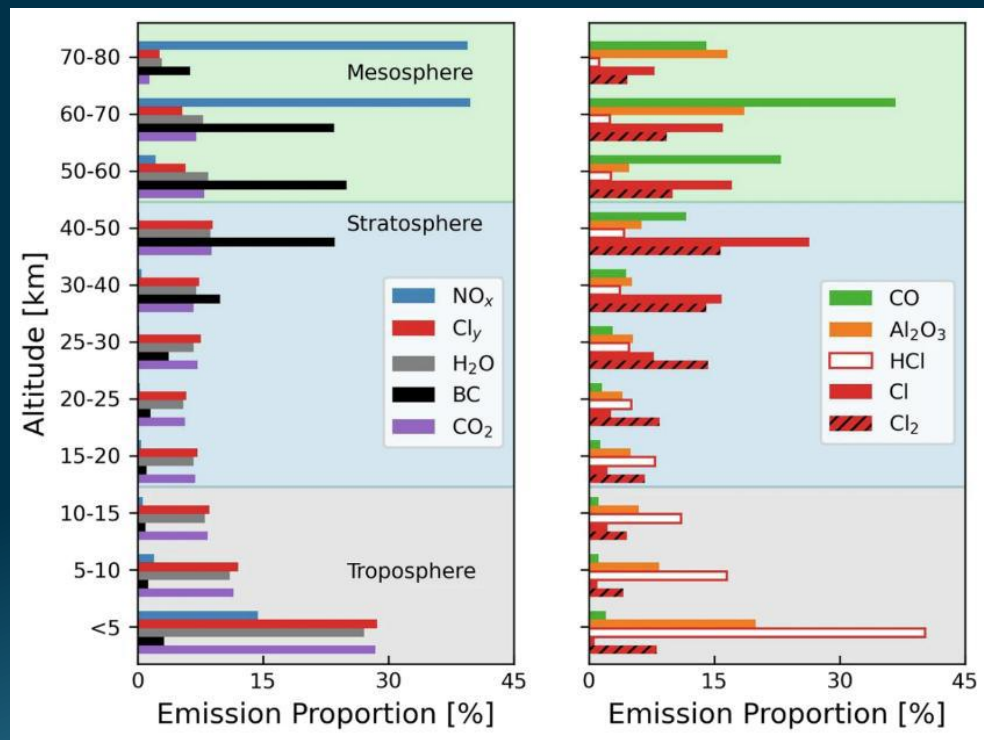 70-80
Mesosphere
60-70
50-60
40-50
Stratosphere
30-40
25-30
20-25
15-20
10-15
5-10
Troposphere
<5
Altitude [km]
NOₓ
Clᵧ
H₂O
BC
CO₂
0 15 30 45
Emission Proportion [%]
CO
Al₂O₃
HCl
Cl
Cl₂
0 15 30 45
Emission Proportion [%]